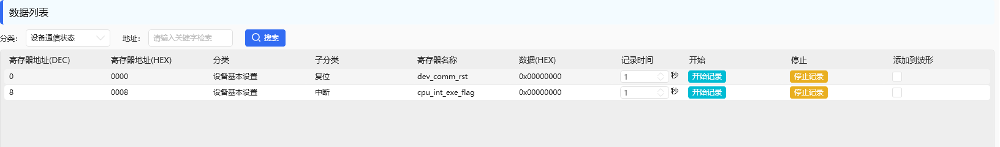 数据列表
分类: 设备通信状态 地址: 请输入关键字检索 搜索
寄存器地址(DEC) 寄存器地址(HEX) 分类 子分类 寄存器名称 数据(HEX) 记录时间 开始 停止 添加到波形
0 0000 设备基本设置 复位 dev_comm_rst 0x00000000 1 秒 开始记录 停止记录
8 0008 设备基本设置 中断 cpu_int_exe_flag 0x00000000 1 秒 开始记录 停止记录